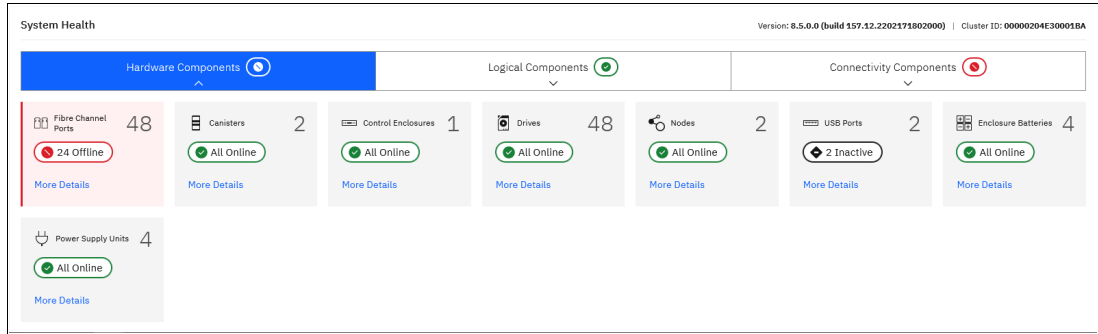 System Health
Version: 8.5.0.0 (build 157.12.2202171802000) | Cluster ID: 00000204E30001BA
Hardware Components
Logical Components
Connectivity Components
Fibre Channel Ports 48
24 Offline
More Details
Canisters 2
All Online
More Details
Control Enclosures 1
All Online
More Details
Drives 48
All Online
More Details
Nodes 2
All Online
More Details
USB Ports 2
2 Inactive
More Details
Enclosure Batteries 4
All Online
More Details
Power Supply Units 4
All Online
More Details